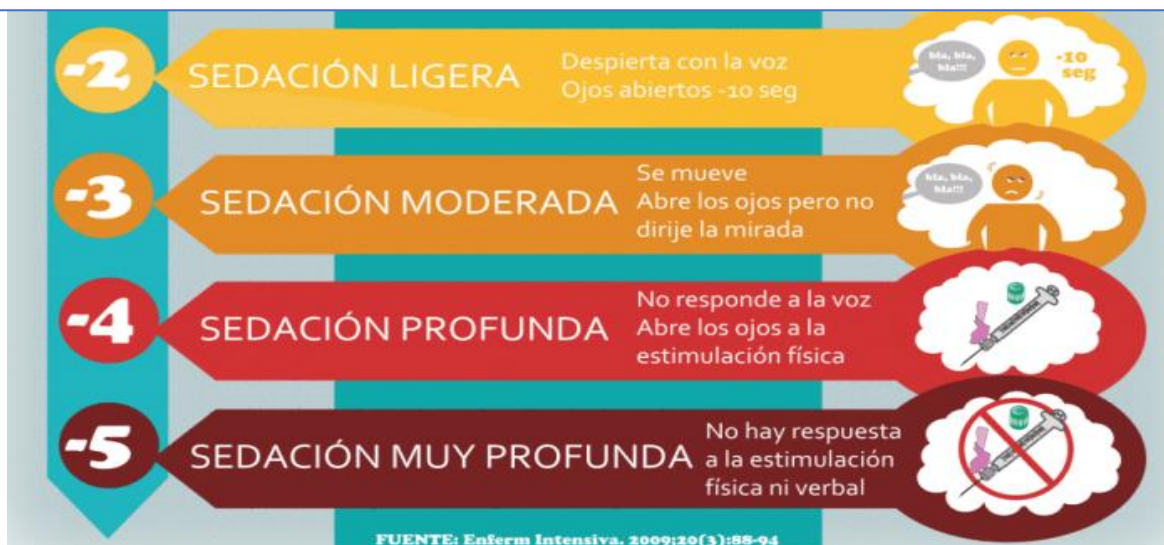 -2
SEDACIÓN LIGERA
Despierta con la voz
Ojos abiertos -10 seg
bla, bla,
bla!!!
-10
seg
-3
SEDACIÓN MODERADA
Se mueve
Abre los ojos pero no
dirije la mirada
bla, bla,
bla!!!
-4
SEDACIÓN PROFUNDA
No responde a la voz
Abre los ojos a la
estimulación física
-5
SEDACIÓN MUY PROFUNDA
No hay respuesta
a la estimulación
física ni verbal
FUENTE: Enferm Intensiva. 2009;20(3):88-94